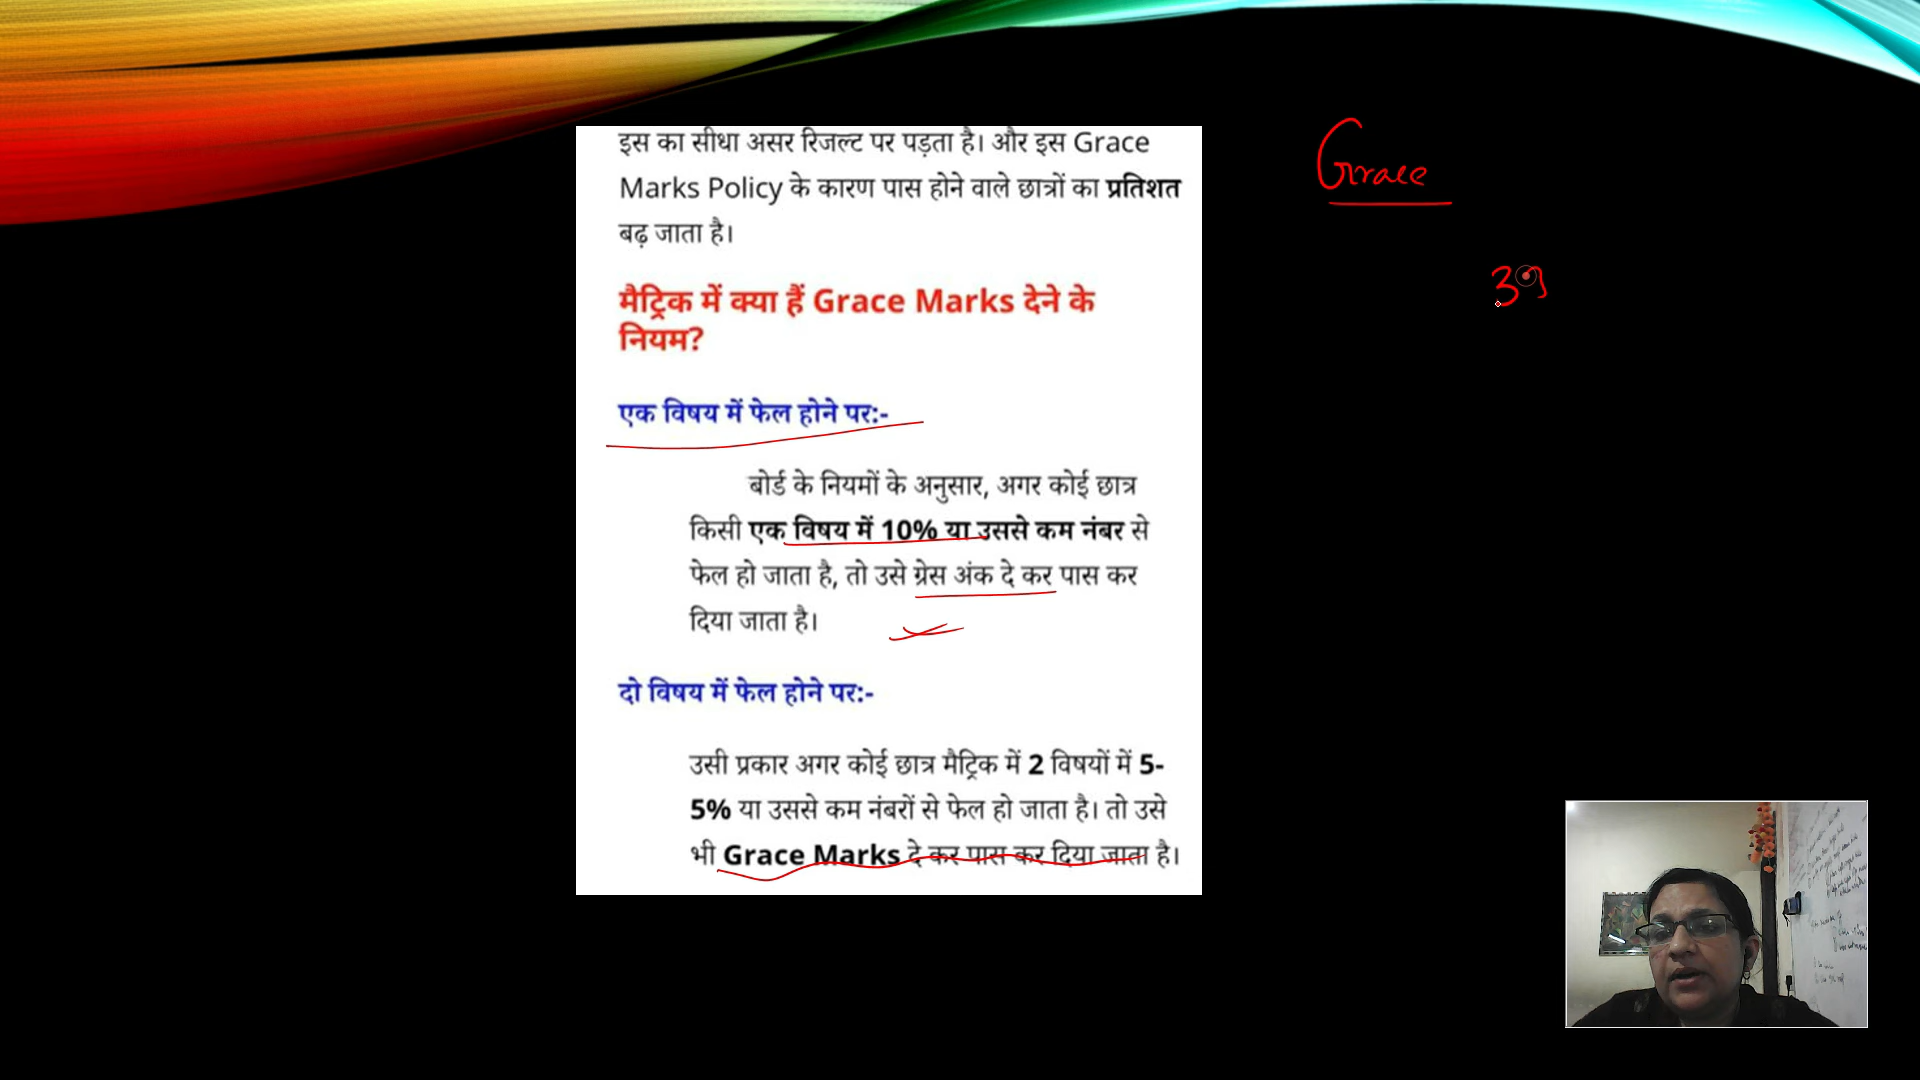 इस का सीधा असर रिजल्ट पर पड़ता है। और इस Grace
Marks Policy के कारण पास होने वाले छात्रों का प्रतिशत
बढ़ जाता है।
मैट्रिक में क्या हैं Grace Marks देने के
नियम?
एक विषय में फेल होने पर:-
बोर्ड के नियमों के अनुसार, अगर कोई छात्र
किसी एक विषय में 10% या उससे कम नंबर से
फेल हो जाता है, तो उसे ग्रेस अंक दे कर पास कर
दिया जाता है।
दो विषय में फेल होने पर:-
उसी प्रकार अगर कोई छात्र मैट्रिक में 2 विषयों में 5-
5% या उससे कम नंबरों से फेल हो जाता है। तो उसे
भी Grace Marks दे कर पास कर दिया जाता है।
Grace